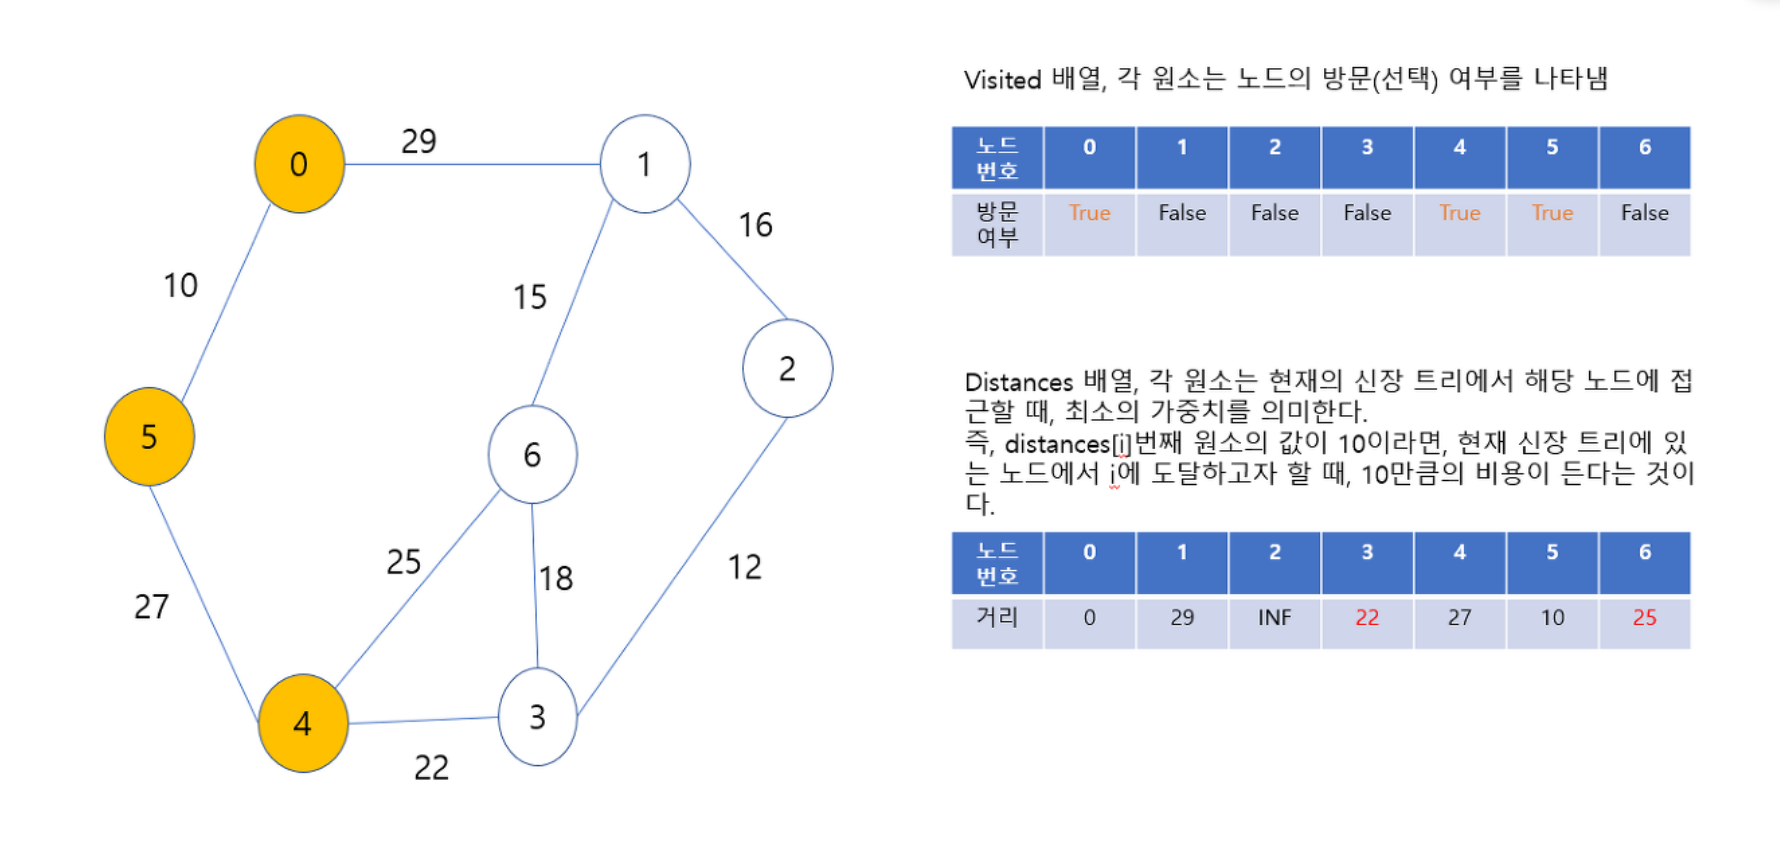 Visited 배열, 각 원소는 노드의 방문(선택) 여부를 나타냄
노드 번호 0 1 2 3 4 5 6
방문 여부 True False False False True True False
Distances 배열, 각 원소는 현재의 신장 트리에서 해당 노드에 접
근할 때, 최소의 가중치를 의미한다.
즉, distances[i]번째 원소의 값이 10이라면, 현재 신장 트리에 있
는 노드에서 i에 도달하고자 할 때, 10만큼의 비용이 든다는 것이
다.
노드 번호 0 1 2 3 4 5 6
거리 0 29 INF 22 27 10 25
29
0
1
16
10
15
2
5
6
25
18
12
27
4
3
22